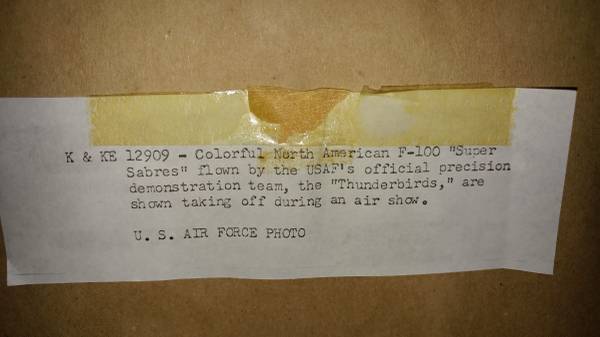 K & KE 12909 - Colorful North American F-100 "Super
Sabres" flown by the USAF's official precision
demonstration team, the "Thunderbirds," are
shown taking off during an air show.
U. S. AIR FORCE PHOTO